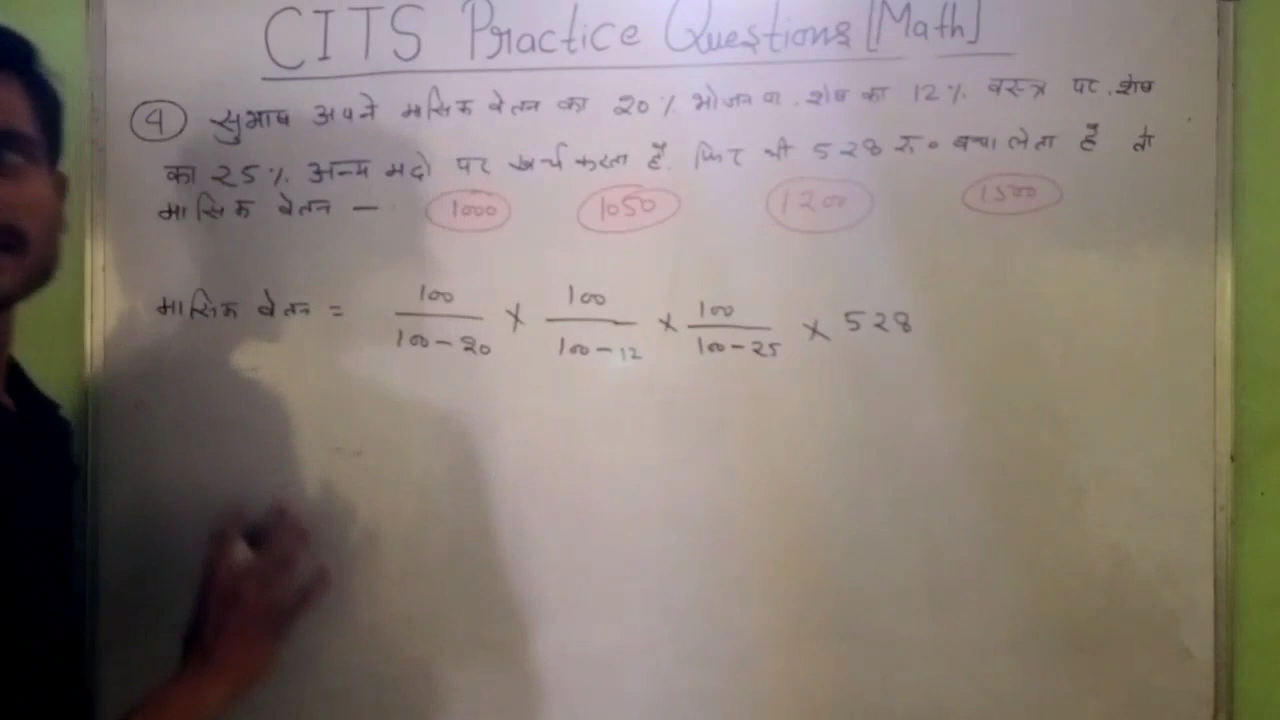 CITS Practice Questions [Math]
④ सुभाष अपने मासिक वेतन का 20% भोजन पर, शेष का 12% वस्त्र पर, शेष
का 25% अन्य मदो पर खर्च करता है. फिर भी 528 रु० बचा लेता है तो
मासिक वेतन — 1000 1050 1200 1500
मासिक वेतन = 100/100-20 × 100/100-12 × 100/100-25 × 528